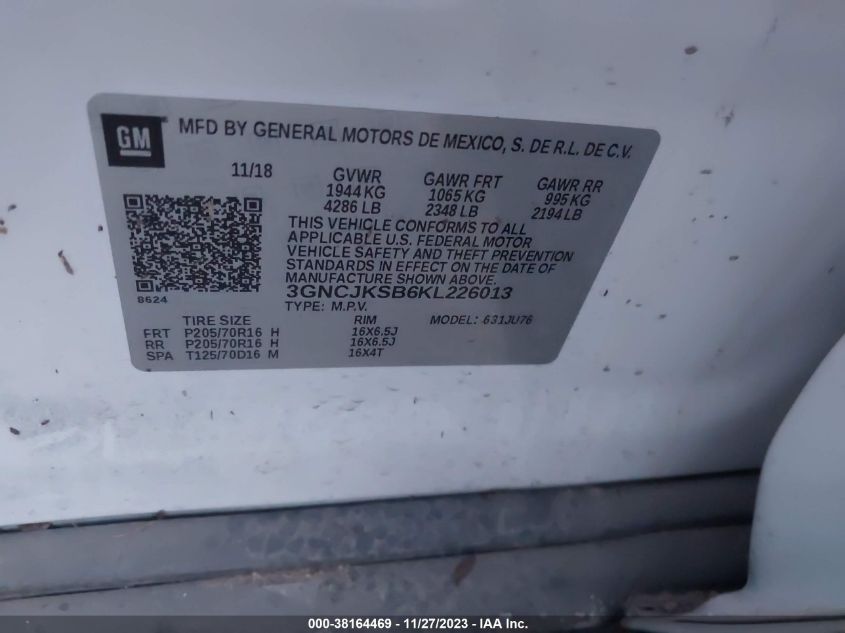 GM
MFD BY GENERAL MOTORS DE MEXICO, S. DE R.L. DE C.V.
11/18 GVWR GAWR FRT GAWR RR
1944 KG 1065 KG 995 KG
4286 LB 2348 LB 2194 LB
THIS VEHICLE CONFORMS TO ALL
APPLICABLE U.S. FEDERAL MOTOR
VEHICLE SAFETY AND THEFT PREVENTION
STANDARDS IN EFFECT ON THE DATE OF
MANUFACTURE SHOWN ABOVE.
8624
3GNCJKSB6KL226013
TYPE: M.P.V.
TIRE SIZE RIM MODEL: 631JU76
FRT P205/70R16 H 16X6.5J
RR P205/70R16 H 16X6.5J
SPA T125/70D16 M 16X4T
000-38164469 - 11/27/2023 - IAA Inc.